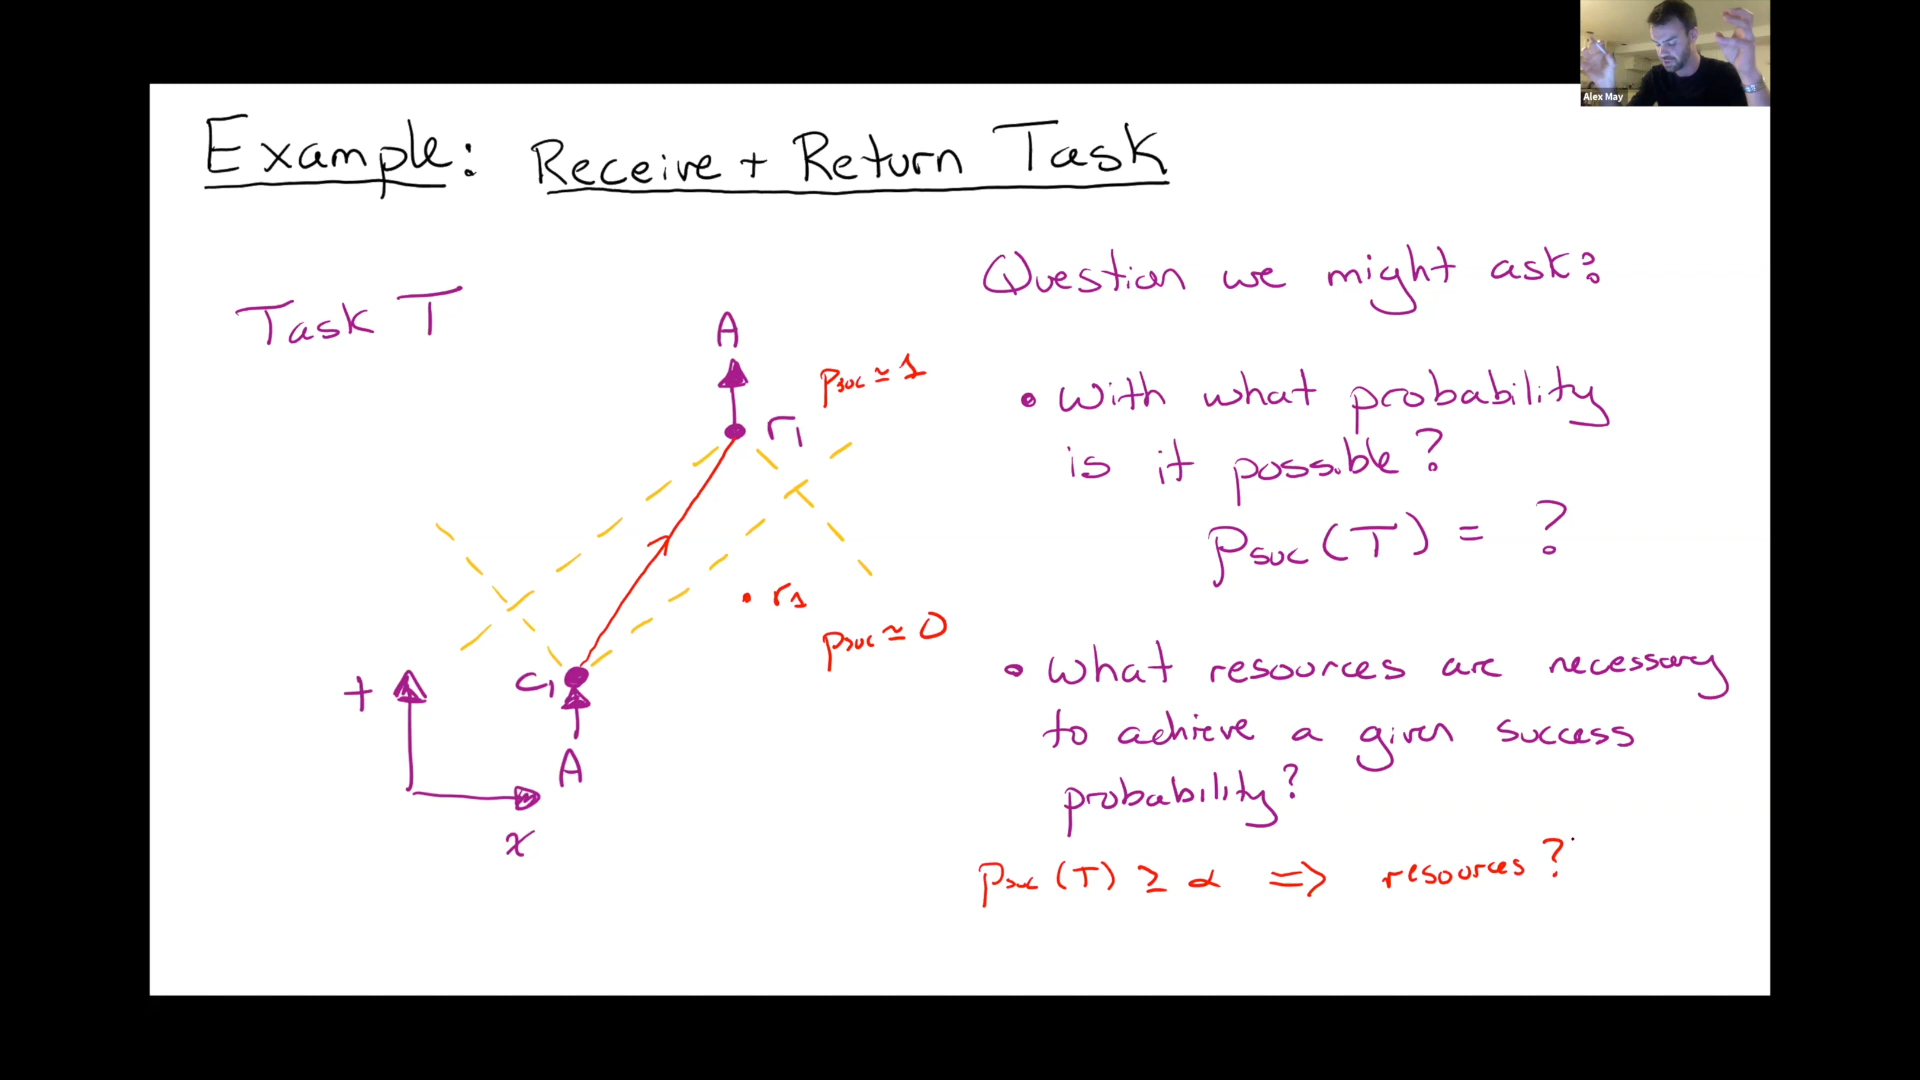 Alex May
Example: Receive + Return Task
Question we might ask:
Task T
A
psuc ≃ 1
r1
• With what probability
is it possible?
psuc(T) = ?
• r1
psuc ≃ 0
• What resources are necessary
to achieve a given success
probability?
t
c1
A
x
psuc (T) ≥ α ⇒ resources?